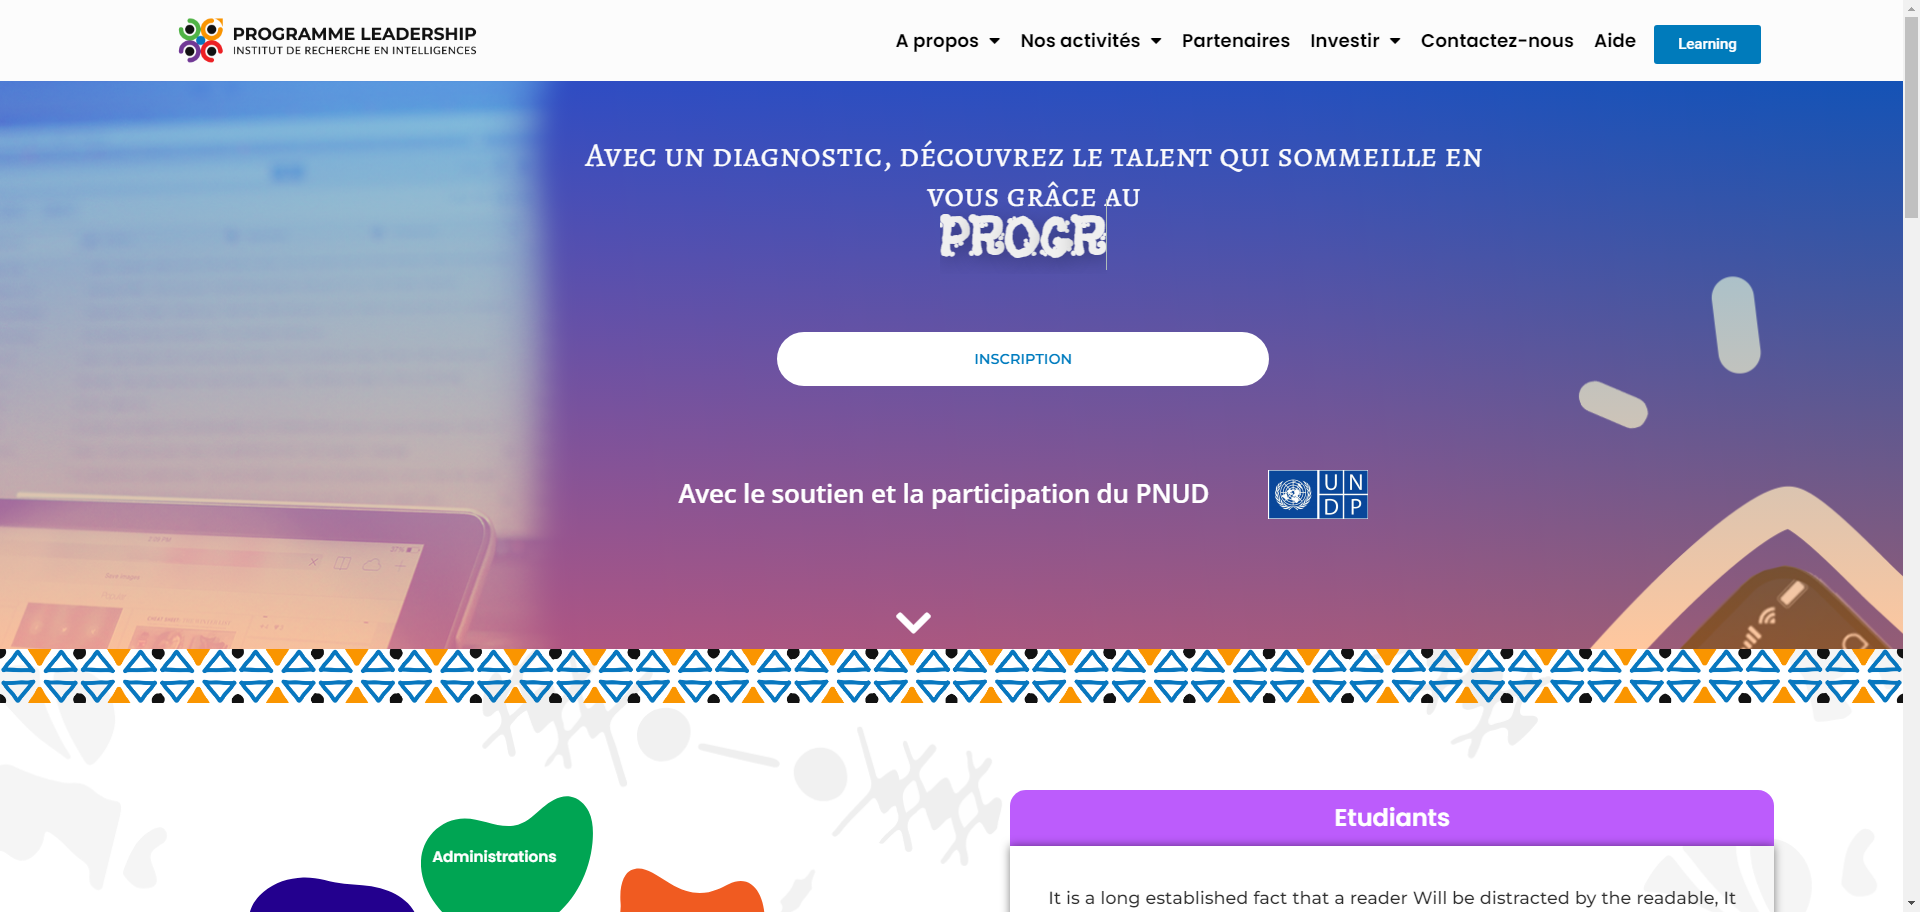 PROGRAMME LEADERSHIP
INSTITUT DE RECHERCHE EN INTELLIGENCES
A propos
Nos activités
Partenaires
Investir
Contactez-nous
Aide
Learning
Avec un diagnostic, découvrez le talent qui sommeille en
vous grâce au
PROGR
INSCRIPTION
Avec le soutien et la participation du PNUD
U N
D P
Administrations
Etudiants
It is a long established fact that a reader Will be distracted by the readable, It